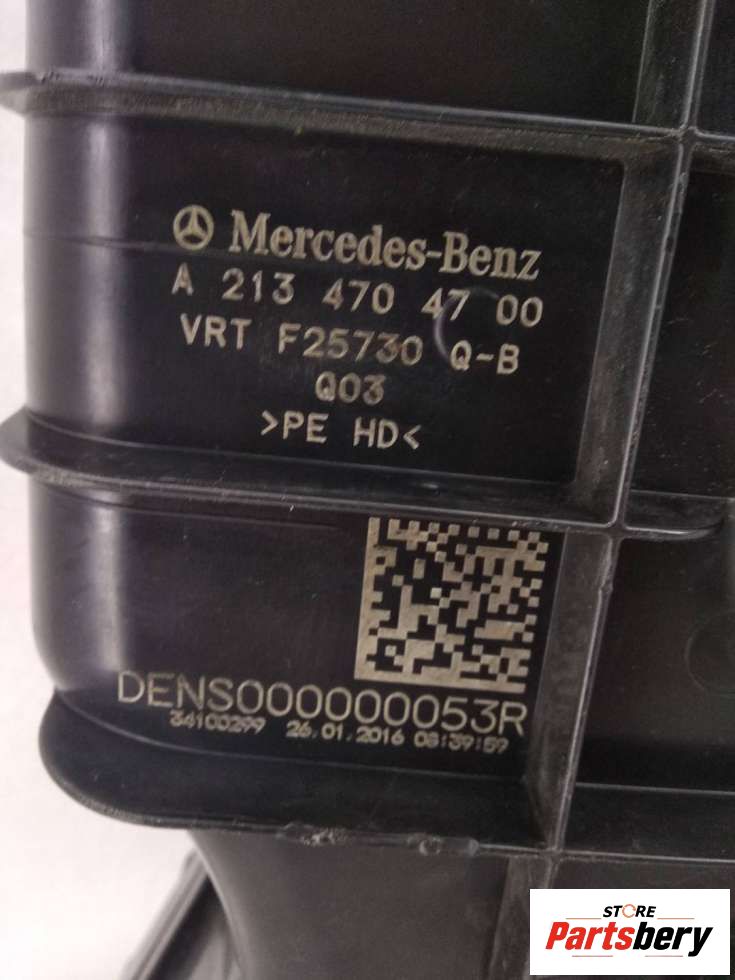 Mercedes-Benz
A 213 470 47 00
VRT F25730 Q-B
Q03
>PE HD<
DENS000000053R
34100299 26.01.2016 08:39:59
STORE
Partsbery